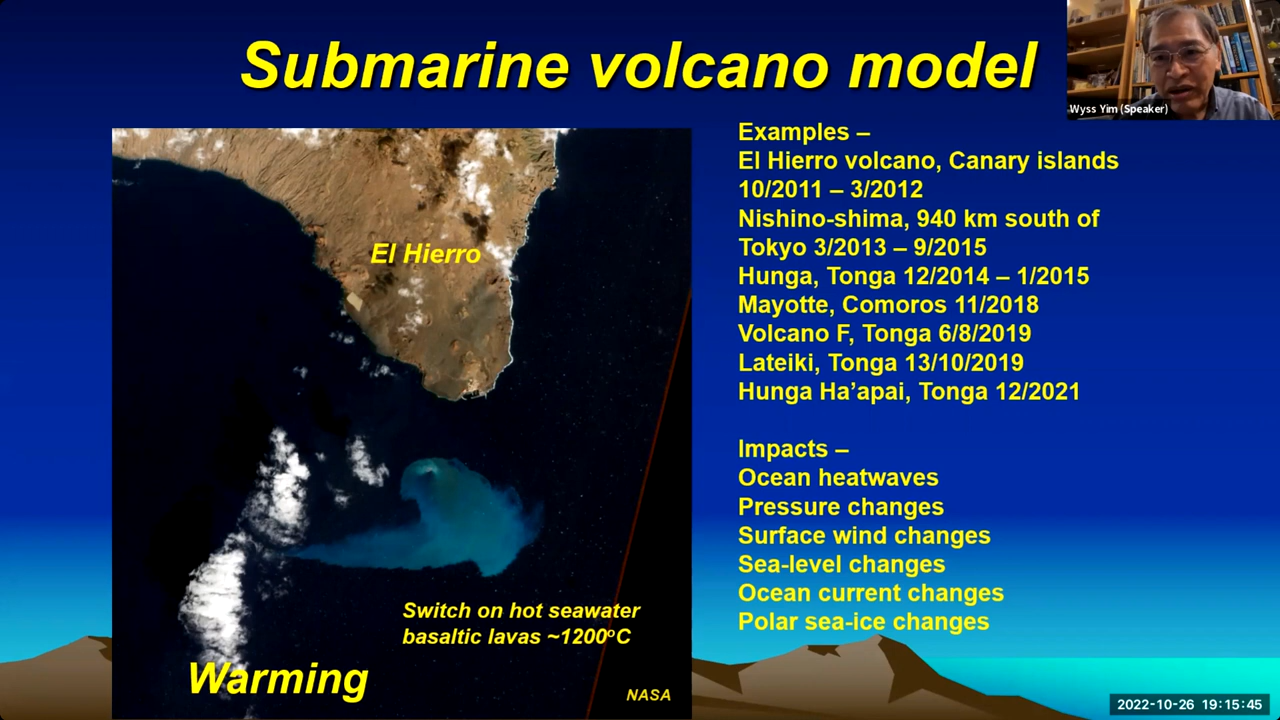 Submarine volcano model
Wyss Yim (Speaker)
El Hierro
Switch on hot seawater
basaltic lavas ~1200ºC
Warming
NASA
Examples –
El Hierro volcano, Canary islands
10/2011 – 3/2012
Nishino-shima, 940 km south of
Tokyo 3/2013 – 9/2015
Hunga, Tonga 12/2014 – 1/2015
Mayotte, Comoros 11/2018
Volcano F, Tonga 6/8/2019
Lateiki, Tonga 13/10/2019
Hunga Ha’apai, Tonga 12/2021
Impacts –
Ocean heatwaves
Pressure changes
Surface wind changes
Sea-level changes
Ocean current changes
Polar sea-ice changes
2022-10-26 19:15:45